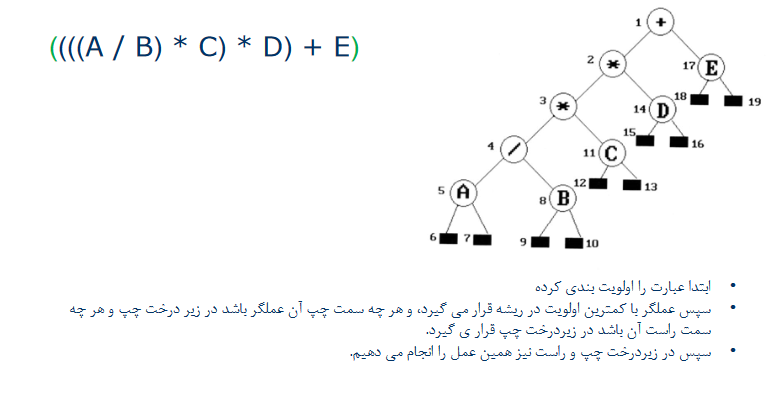 ((((A / B) * C) * D) + E)
1 +
2 *
17 E
3 *
18
19
14 D
4 /
15
16
11 C
5 A
12
13
8 B
6
7
9
10
• ابتدا عبارت را اولویت بندی کرده
• سپس عملگر با کمترین اولویت در ریشه قرار می گیرد، و هر چه سمت چپ آن عملگر باشد در زیر درخت چپ و هر چه
سمت راست آن باشد در زیردرخت چپ قرار ی گیرد.
• سپس در زیردرخت چپ و راست نیز همین عمل را انجام می دهیم.